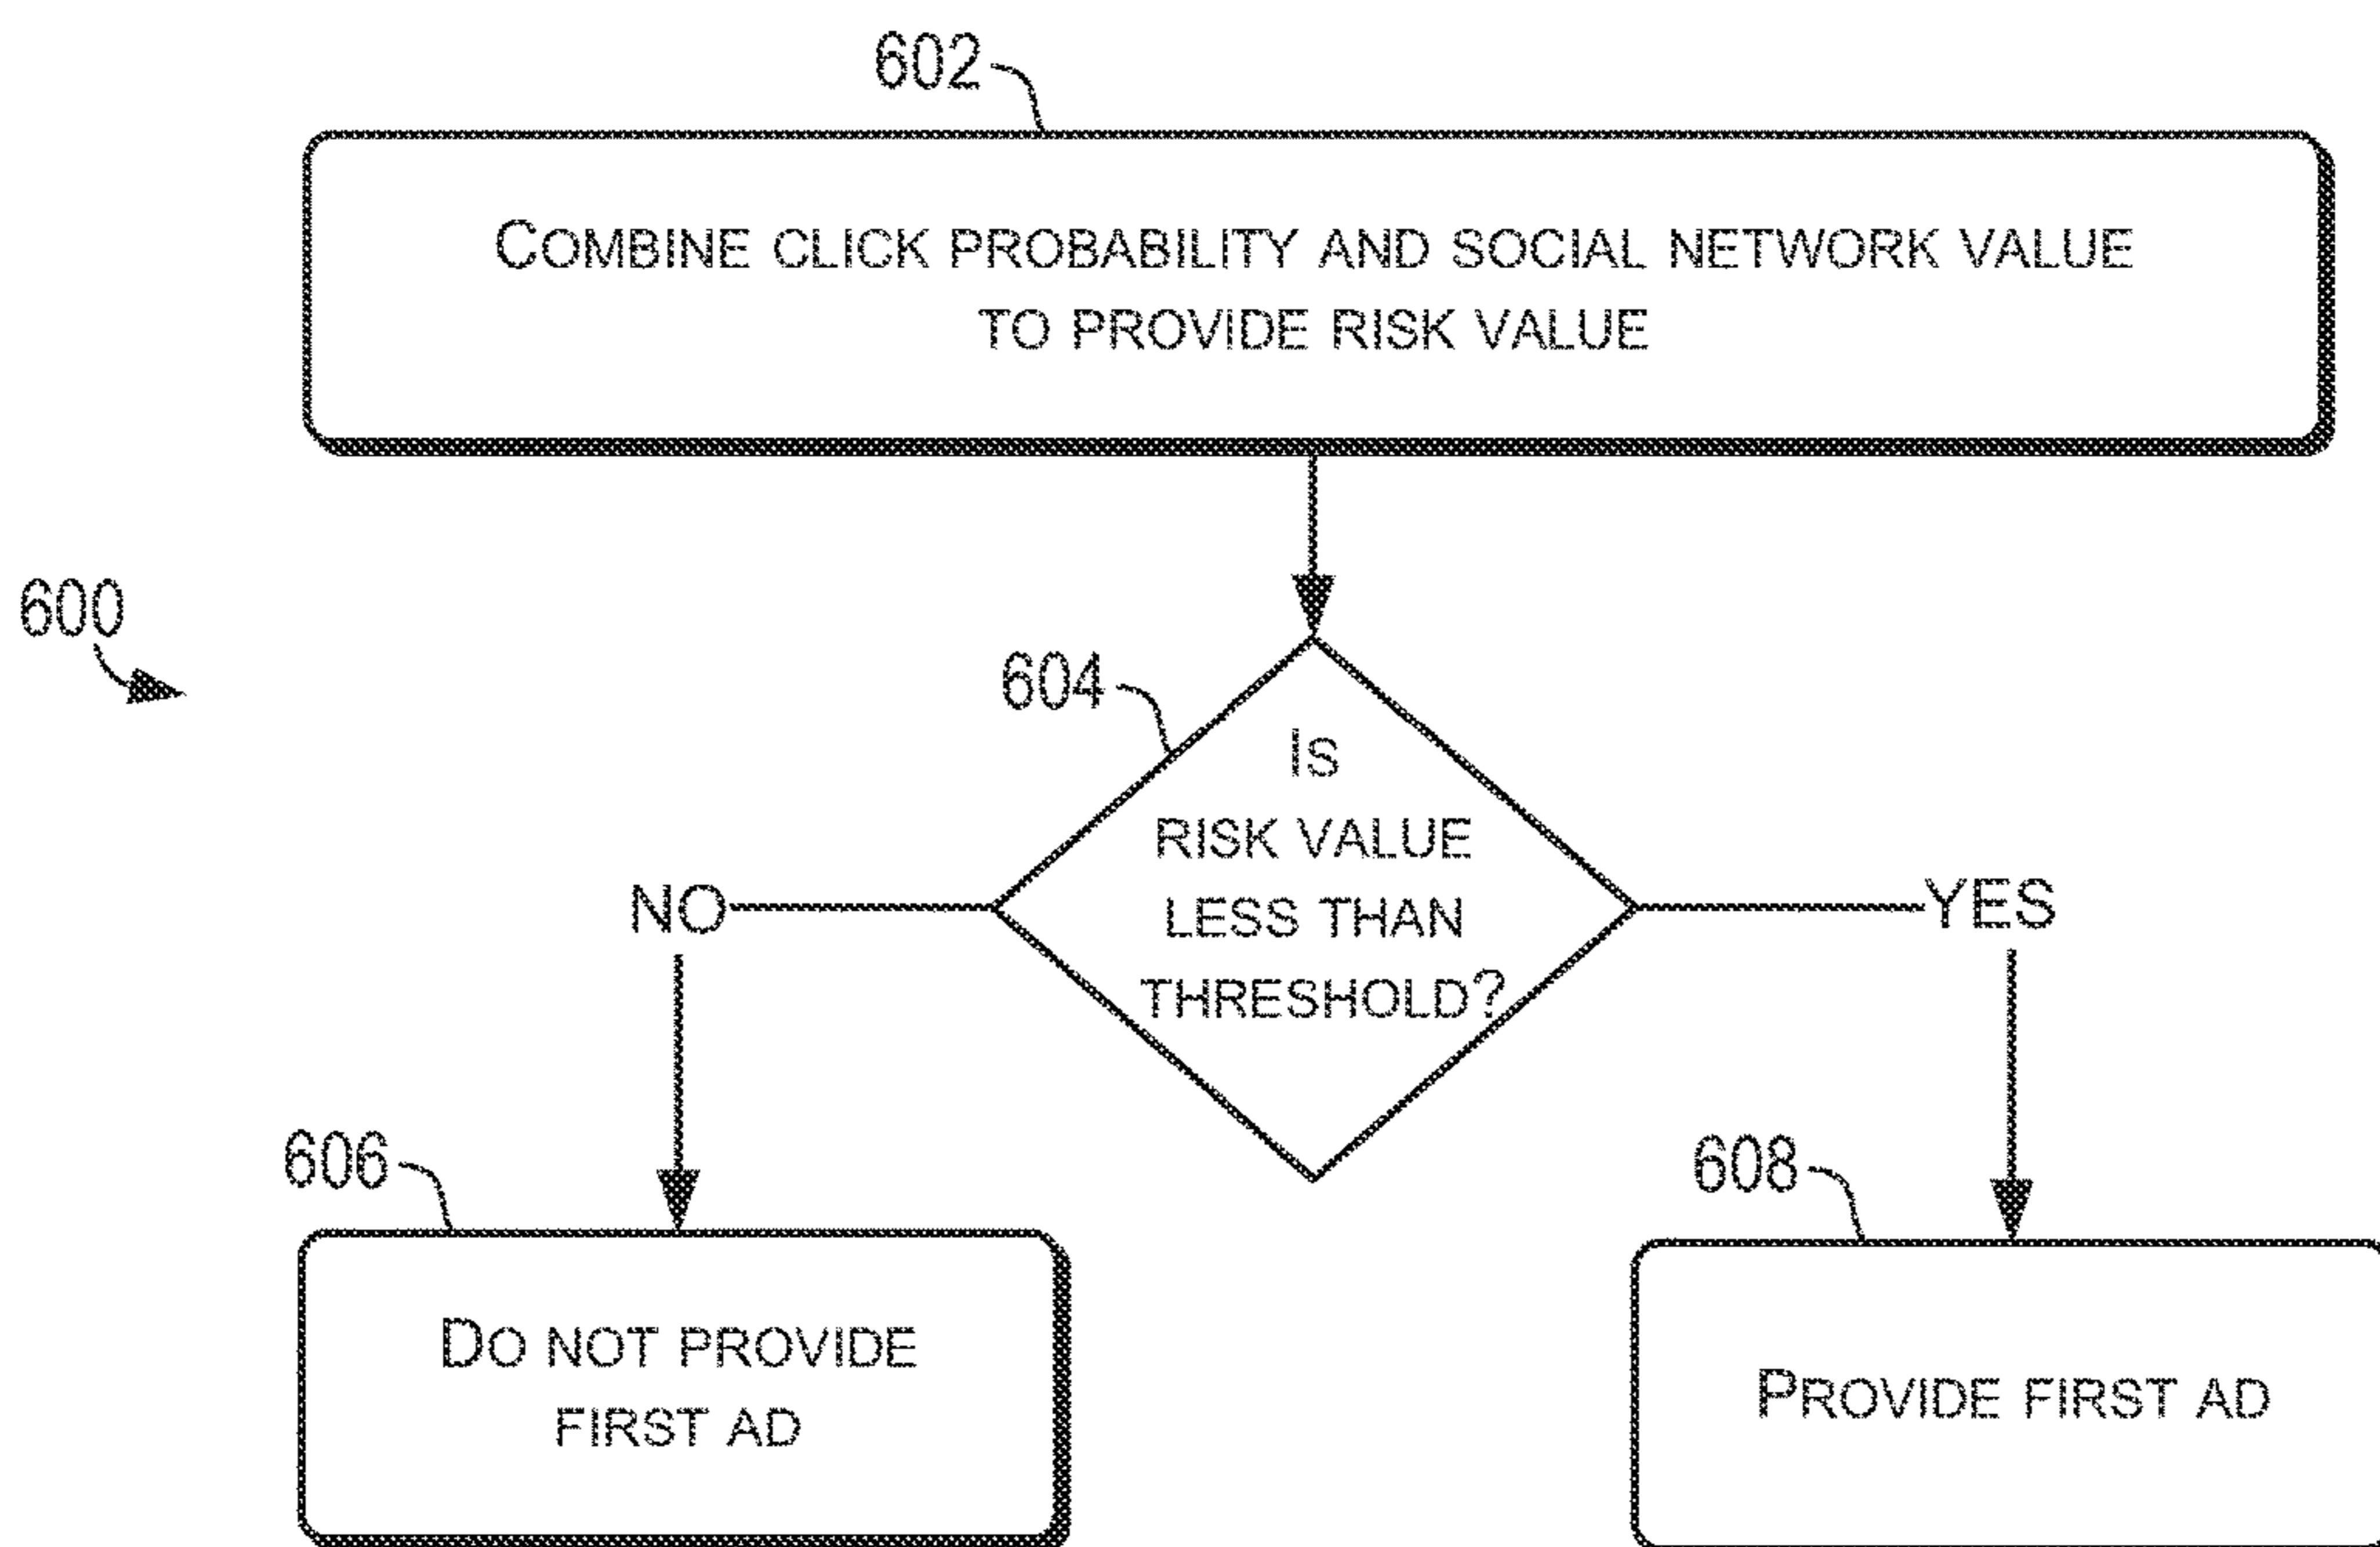 602
COMBINE CLICK PROBABILITY AND SOCIAL NETWORK VALUE
TO PROVIDE RISK VALUE
600
604
IS
RISK VALUE
LESS THAN
THRESHOLD?
NO
YES
606
608
DO NOT PROVIDE
FIRST AD
PROVIDE FIRST AD